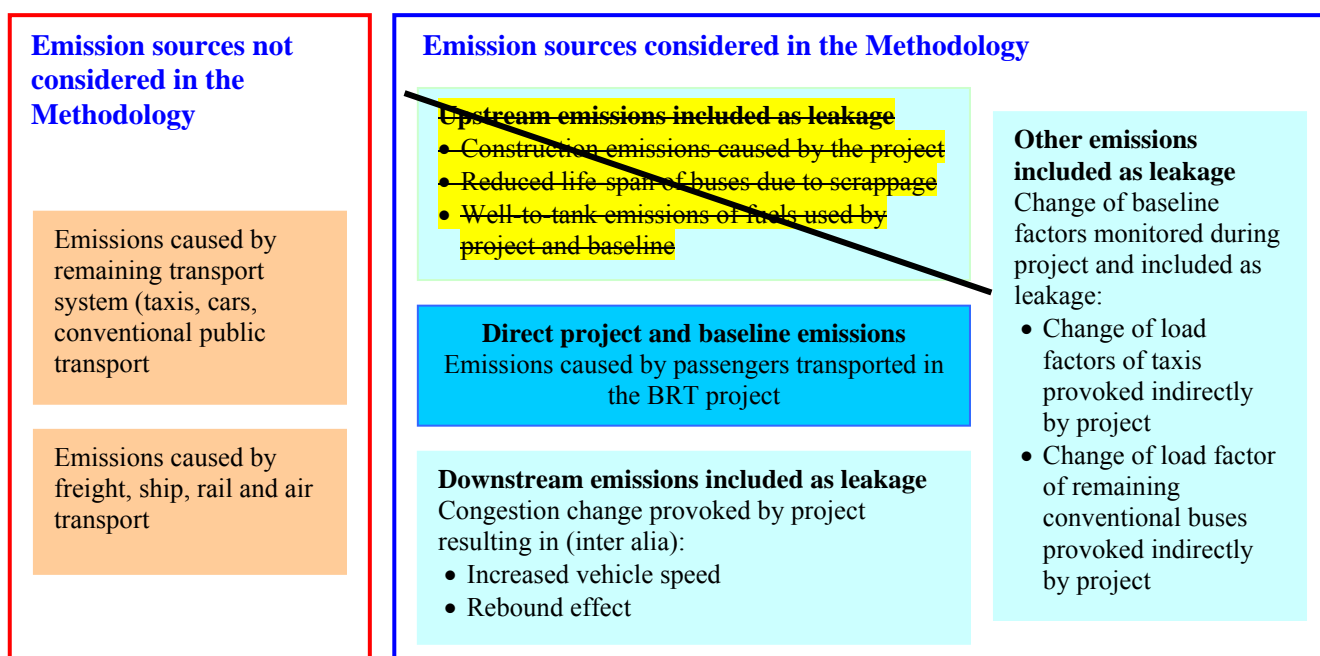 Emission sources not
considered in the
Methodology
Emissions caused by
remaining transport
system (taxis, cars,
conventional public
transport
Emissions caused by
freight, ship, rail and air
transport
Emission sources considered in the Methodology
Upstream emissions included as leakage
• Construction emissions caused by the project
• Reduced life-span of buses due to scrappage
• Well-to-tank emissions of fuels used by
project and baseline
Direct project and baseline emissions
Emissions caused by passengers transported in
the BRT project
Downstream emissions included as leakage
Congestion change provoked by project
resulting in (inter alia):
• Increased vehicle speed
• Rebound effect
Other emissions
included as leakage
Change of baseline
factors monitored during
project and included as
leakage:
• Change of load
factors of taxis
provoked indirectly
by project
• Change of load factor
of remaining
conventional buses
provoked indirectly
by project